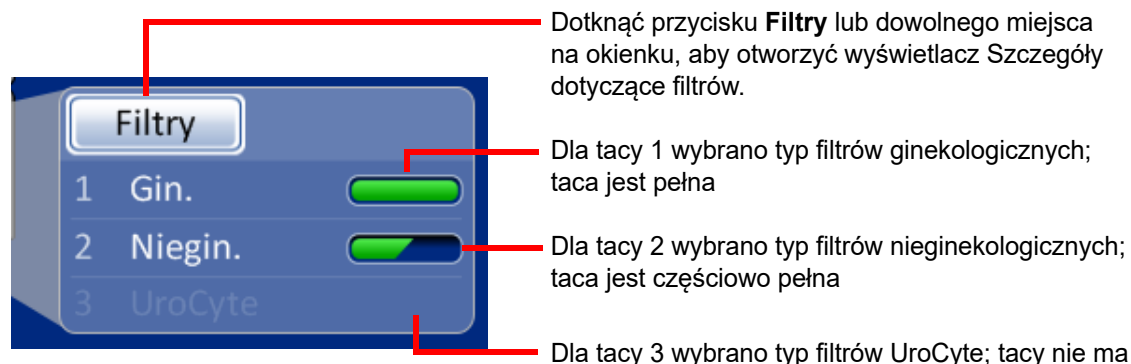 Dotknąć przycisku Filtry lub dowolnego miejsca
na okienku, aby otworzyć wyświetlacz Szczegóły
dotyczące filtrów.
Filtry
Dla tacy 1 wybrano typ filtrów ginekologicznych;
taca jest pełna
1 Gin.
2 Niegin.
Dla tacy 2 wybrano typ filtrów nieginekologicznych;
taca jest częściowo pełna
3 UroCyte
Dla tacy 3 wybrano typ filtrów UroCyte; tacy nie ma